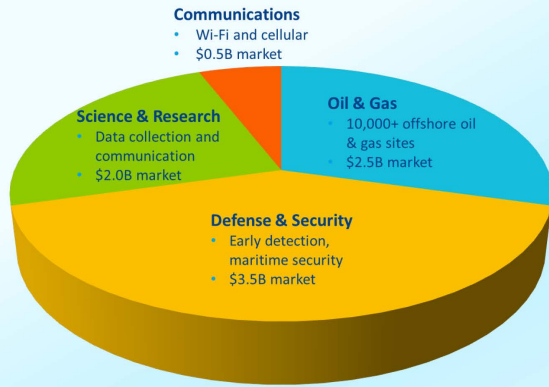 Communications
• Wi-Fi and cellular
• $0.5B market
Oil & Gas
• 10,000+ offshore oil
& gas sites
• $2.5B market
Science & Research
• Data collection and
communication
• $2.0B market
Defense & Security
• Early detection,
maritime security
• $3.5B market